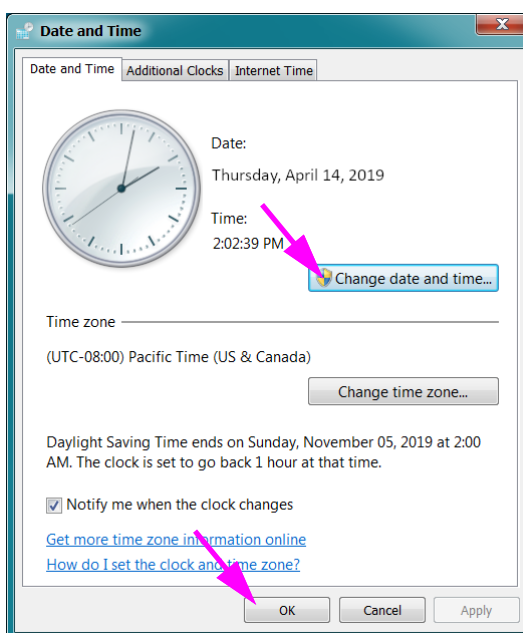 Date and Time
Date and Time Additional Clocks Internet Time
Date:
Thursday, April 14, 2019
Time:
2:02:39 PM
Change date and time...
Time zone
(UTC-08:00) Pacific Time (US & Canada)
Change time zone...
Daylight Saving Time ends on Sunday, November 05, 2019 at 2:00
AM. The clock is set to go back 1 hour at that time.
Notify me when the clock changes
Get more time zone information online
How do I set the clock and time zone?
OK Cancel Apply